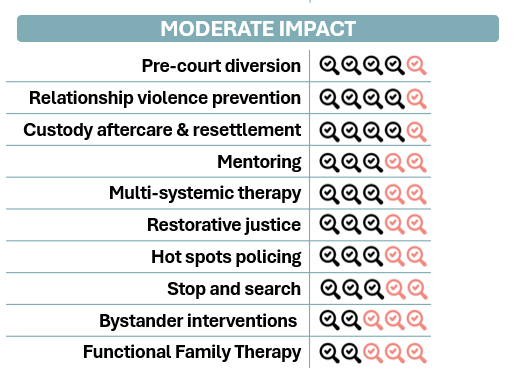 MODERATE IMPACT
Pre-court diversion
Relationship violence prevention
Custody aftercare & resettlement
Mentoring
Multi-systemic therapy
Restorative justice
Hot spots policing
Stop and search
Bystander interventions
Functional Family Therapy